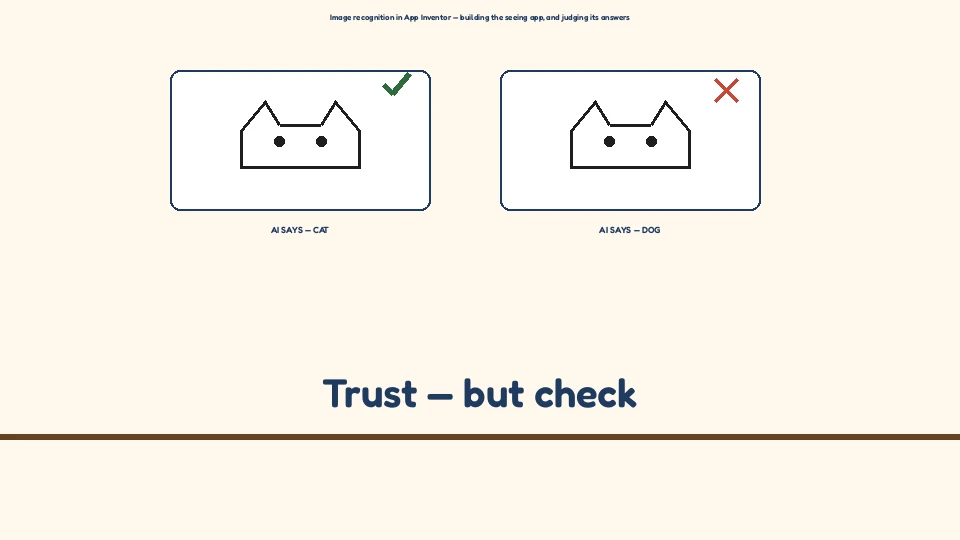 Image recognition in App Inventor — building the seeing app, and judging its answers
AI SAYS — CAT
AI SAYS — DOG
Trust — but check